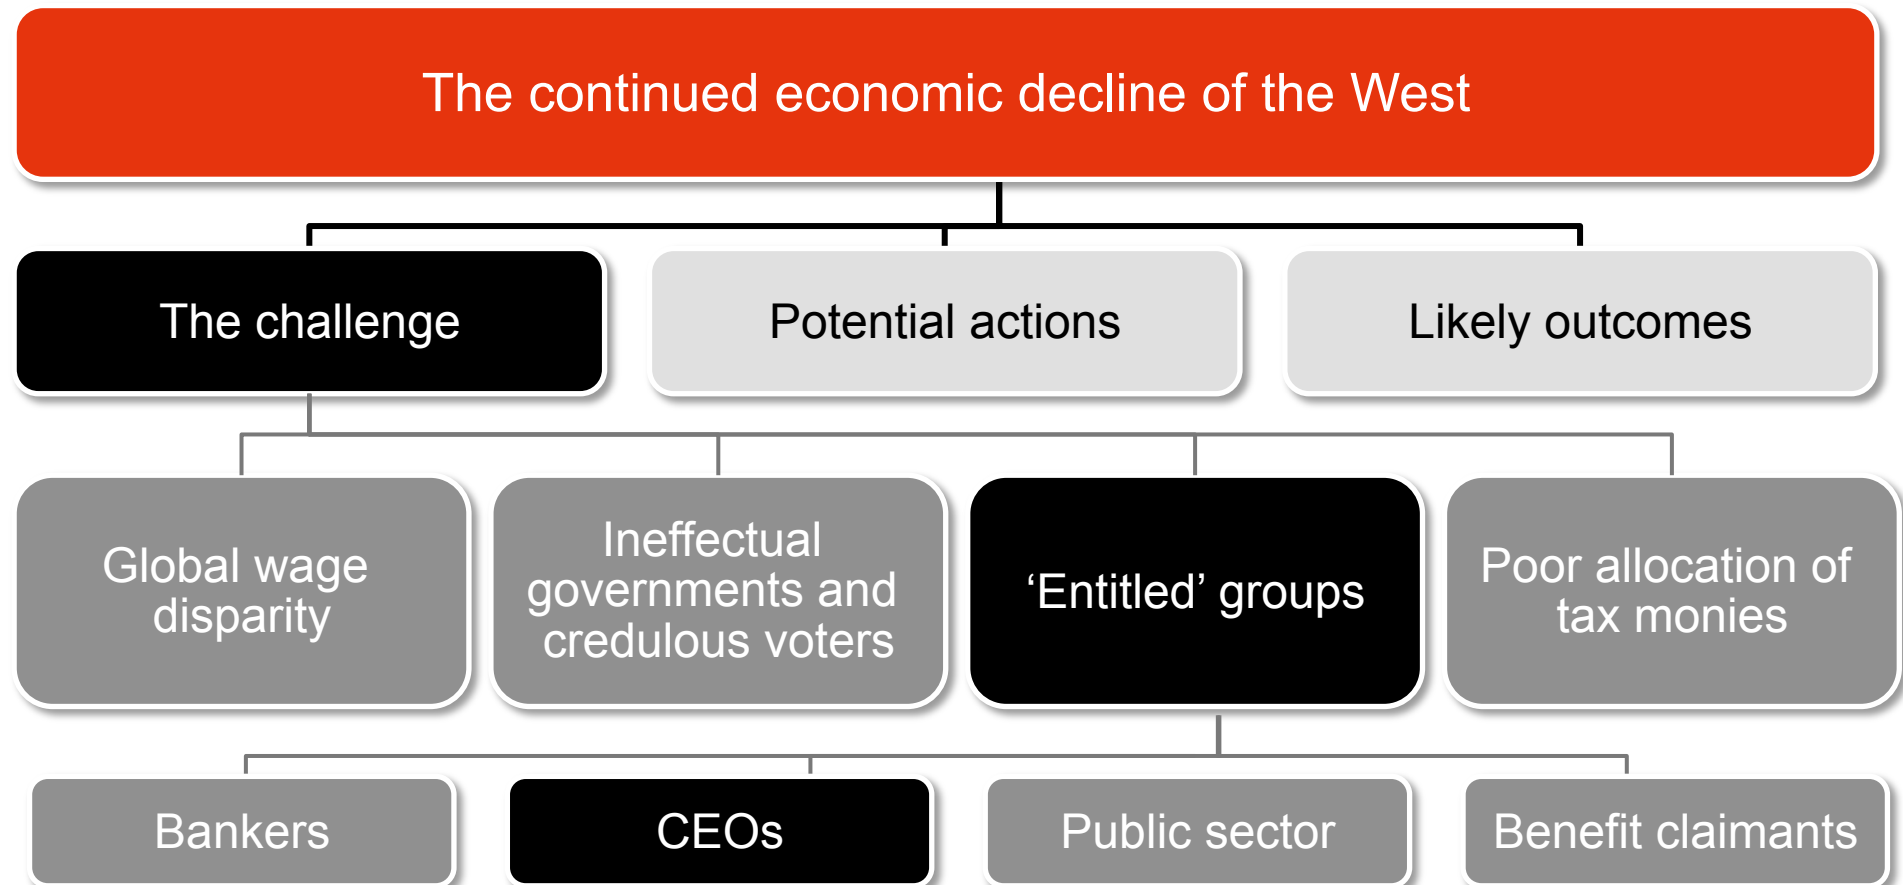 The continued economic decline of the West
The challenge
Potential actions
Likely outcomes
Global wage
disparity
Ineffectual
governments and
credulous voters
‘Entitled’ groups
Poor allocation of
tax monies
Bankers
CEOs
Public sector
Benefit claimants